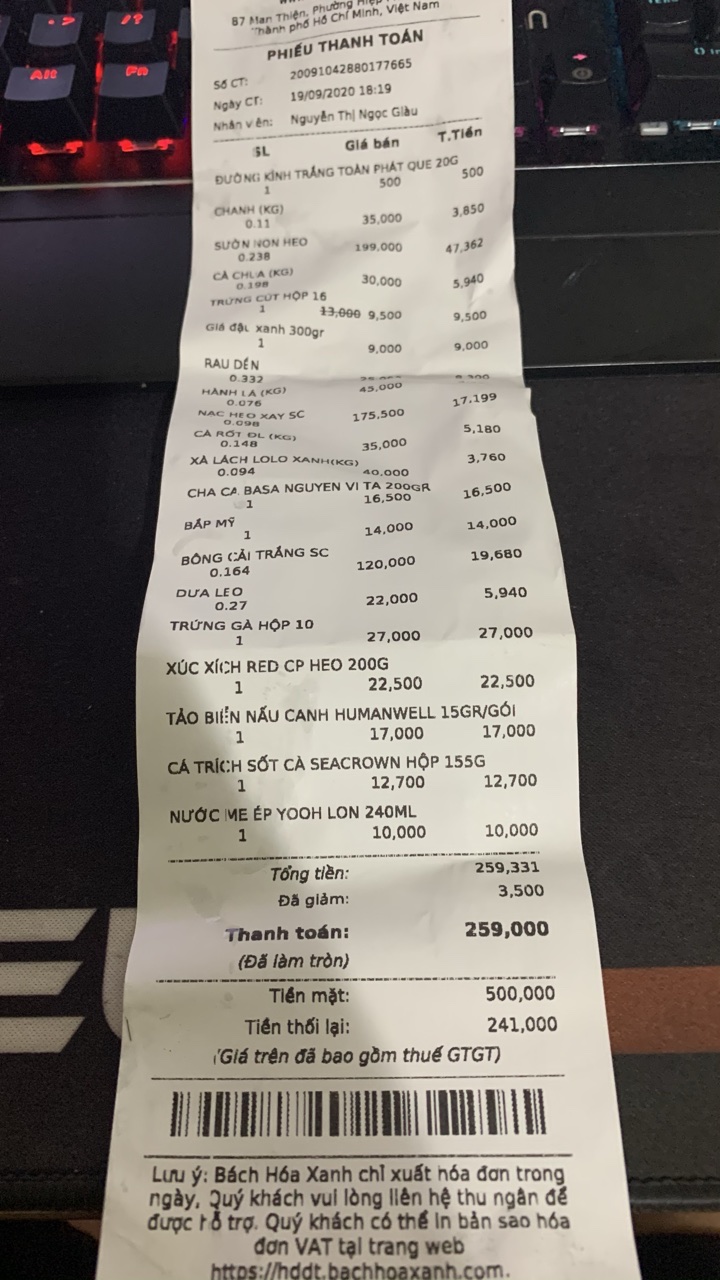 87 Man Thiện, Phường Hiệp
Thành phố Hồ Chí Minh, Việt Nam
PHIẾU THANH TOÁN
Số CT: 20091042880177665
Ngày CT: 19/09/2020 18:19
Nhân viên: Nguyễn Thị Ngọc Giàu
SL Giá bán T.Tiền
ĐƯỜNG KÍNH TRẮNG TOÀN PHÁT QUE 20G
1 500 500
CHANH (KG)
0.11 35,000 3,850
SƯỜN NON HEO
0.238 199,000 47,362
CÀ CHUA (KG)
0.198 30,000 5,940
TRỨNG CÚT HỘP 16
1 13,000 9,500 9,500
Giá đậu xanh 300gr
1 9,000 9,000
RAU DỀN
0.332
HÀNH LÁ (KG)
0.076 45,000
NẠC HEO XAY SC
0.098 175,500 17,199
CÀ RỐT ĐL (KG)
0.148 35,000 5,180
XÀ LÁCH LOLO XANH(KG)
0.094 40,000 3,760
CHẢ CÁ BASA NGUYEN VI TA 200GR
1 16,500 16,500
BẮP MỸ
1 14,000 14,000
BÔNG CẢI TRẮNG SC
0.164 120,000 19,680
DƯA LEO
0.27 22,000 5,940
TRỨNG GÀ HỘP 10
1 27,000 27,000
XÚC XÍCH RED CP HEO 200G
1 22,500 22,500
TẢO BIỂN NẤU CANH HUMANWELL 15GR/GÓI
1 17,000 17,000
CÁ TRÍCH SỐT CÀ SEACROWN HỘP 155G
1 12,700 12,700
NƯỚC ME ÉP YOOH LON 240ML
1 10,000 10,000
Tổng tiền: 259,331
Đã giảm: 3,500
Thanh toán: 259,000
(Đã làm tròn)
Tiền mặt: 500,000
Tiền thối lại: 241,000
(Giá trên đã bao gồm thuế GTGT)
Lưu ý: Bách Hóa Xanh chỉ xuất hóa đơn trong
ngày, Quý khách vui lòng liên hệ thu ngân để
được hỗ trợ. Quý khách có thể in bản sao hóa
đơn VAT tại trang web
https://hddt.bachhoaxanh.com.